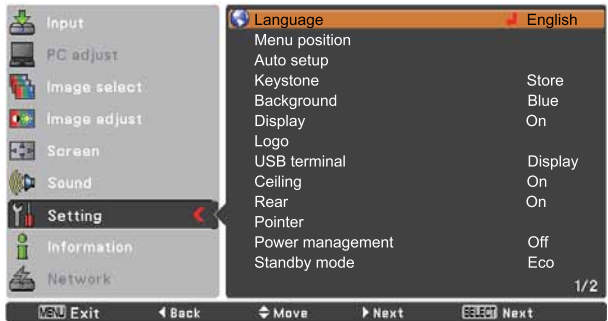 Input
PC adjust
Image select
Image adjust
Screen
Sound
Setting
Information
Network
Language English
Menu position
Auto setup
Keystone Store
Background Blue
Display On
Logo
USB terminal Display
Ceiling On
Rear On
Pointer
Power management Off
Standby mode Eco
1/2
MENU Exit Back Move Next SELECT Next